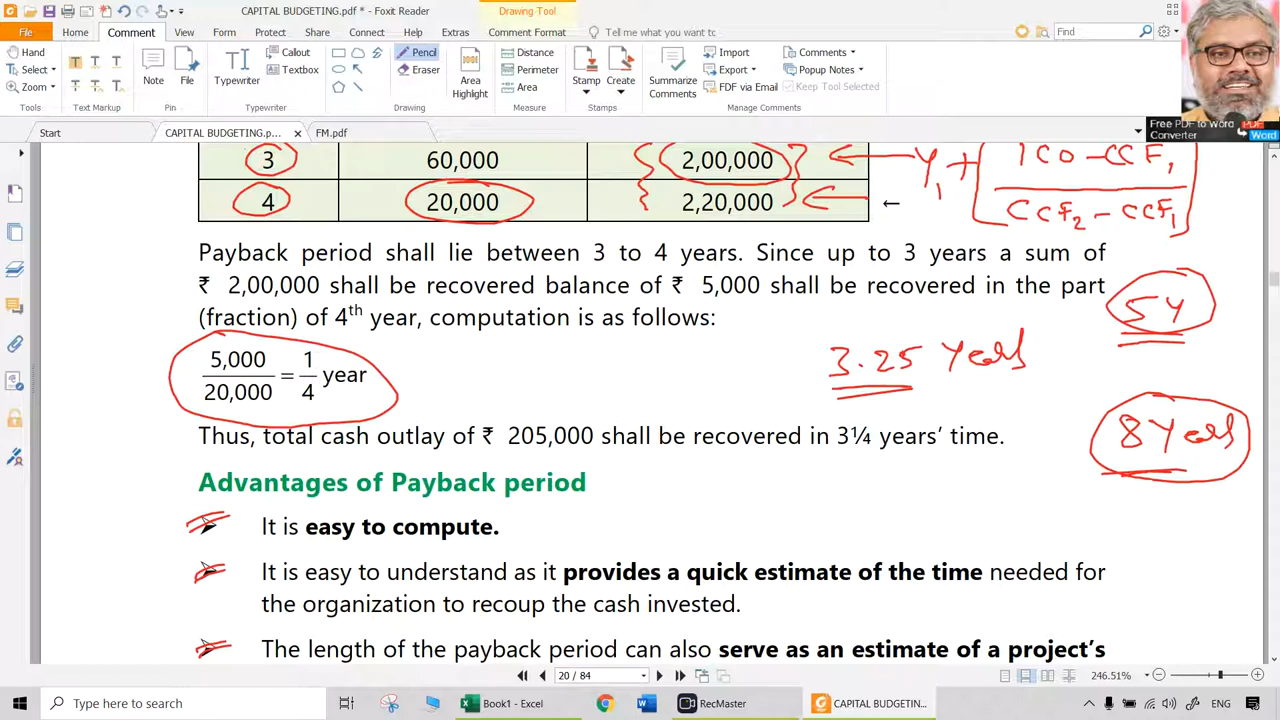 CAPITAL BUDGETING.pdf * - Foxit Reader
Drawing Tool
File Home Comment View Form Protect Share Connect Help Extras Comment Format Tell me what you want to Find
Hand
Select
Zoom
Tools
Text Markup
Note
File
Pin
Typewriter
Callout
Textbox
Typewriter
Pencil
Eraser
Drawing
Area
Highlight
Distance
Perimeter
Area
Measure
Stamp
Create
Stamps
Summarize
Comments
Import
Export
FDF via Email
Comments
Popup Notes
Keep Tool Selected
Manage Comments
Free PDF to Word
Converter
PDF
Word
Start CAPITAL BUDGETING.p... FM.pdf
3 60,000 2,00,000
4 20,000 2,20,000
Y1 + [ICO - CCF1
CCF2 - CCF1]
Payback period shall lie between 3 to 4 years. Since up to 3 years a sum of
₹ 2,00,000 shall be recovered balance of ₹ 5,000 shall be recovered in the part
(fraction) of 4th year, computation is as follows:
5Y
5,000/20,000 = 1/4 year
3.25 Years
Thus, total cash outlay of ₹ 205,000 shall be recovered in 3¼ years’ time.
8 Years
Advantages of Payback period
➢ It is easy to compute.
➢ It is easy to understand as it provides a quick estimate of the time needed for
the organization to recoup the cash invested.
➢ The length of the payback period can also serve as an estimate of a project’s
20 / 84
246.51%
Type here to search
Book1 - Excel
RecMaster
CAPITAL BUDGETIN...
ENG